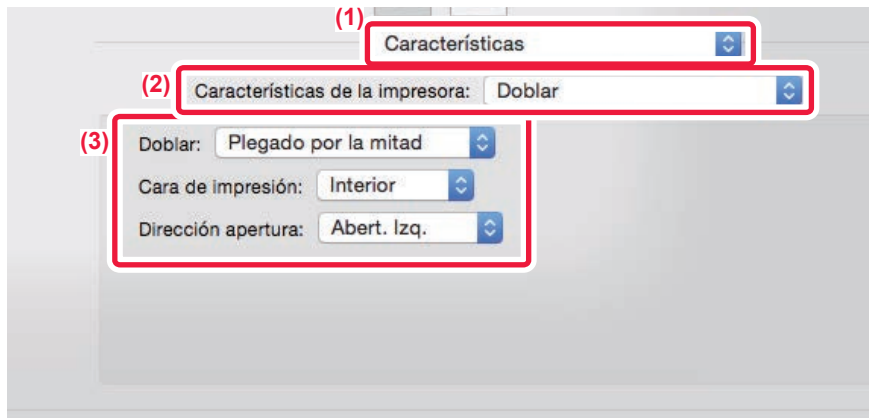 (1)
Características
(2) Características de la impresora: Doblar
(3) Doblar: Plegado por la mitad
Cara de impresión: Interior
Dirección apertura: Abert. Izq.